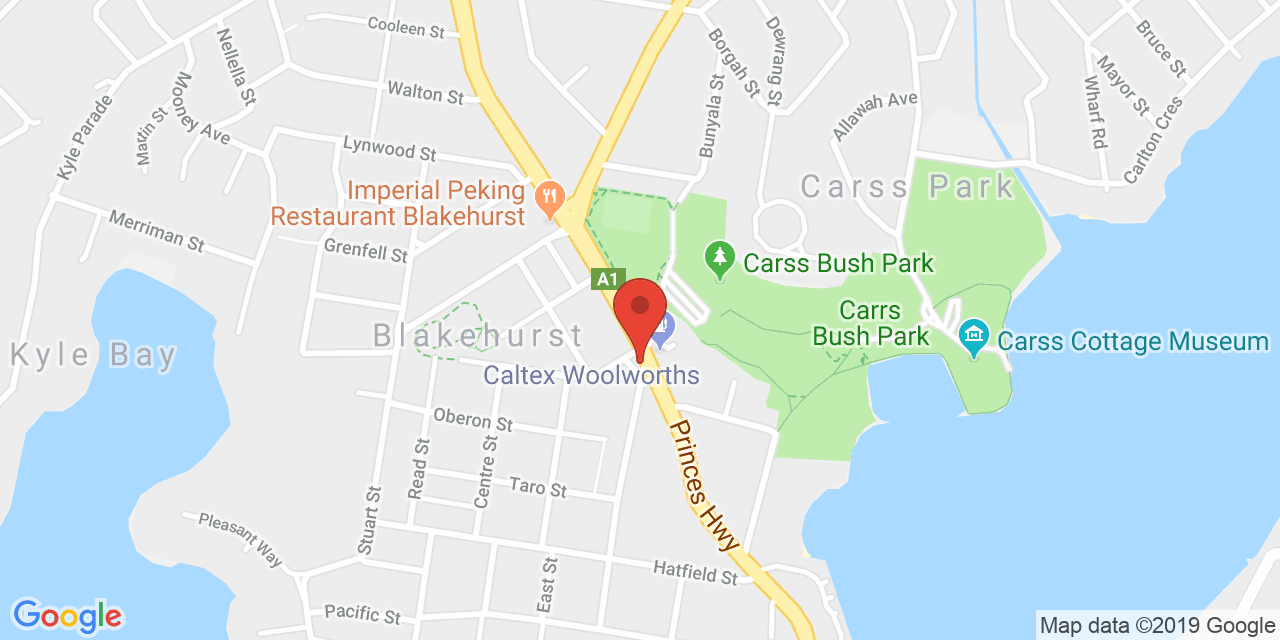 Cooleen St
Nellella St
Mooney Ave
Martin St
Kyle Parade
Walton St
Lynwood St
Borgah St
Dewrang St
Bunyala St
Allawah Ave
Bruce St
Mayor St
Wharf Rd
Carlton Cres
Carss Park
Imperial Peking
Restaurant Blakehurst
Merriman St
Grenfell St
A1
Carss Bush Park
Carrs
Bush Park
Carss Cottage Museum
Blakehurst
Kyle Bay
Caltex Woolworths
Oberon St
Princes Hwy
Read St
Centre St
Taro St
Stuart St
Pleasant Way
East St
Hatfield St
Pacific St
Google
Map data ©2019 Google